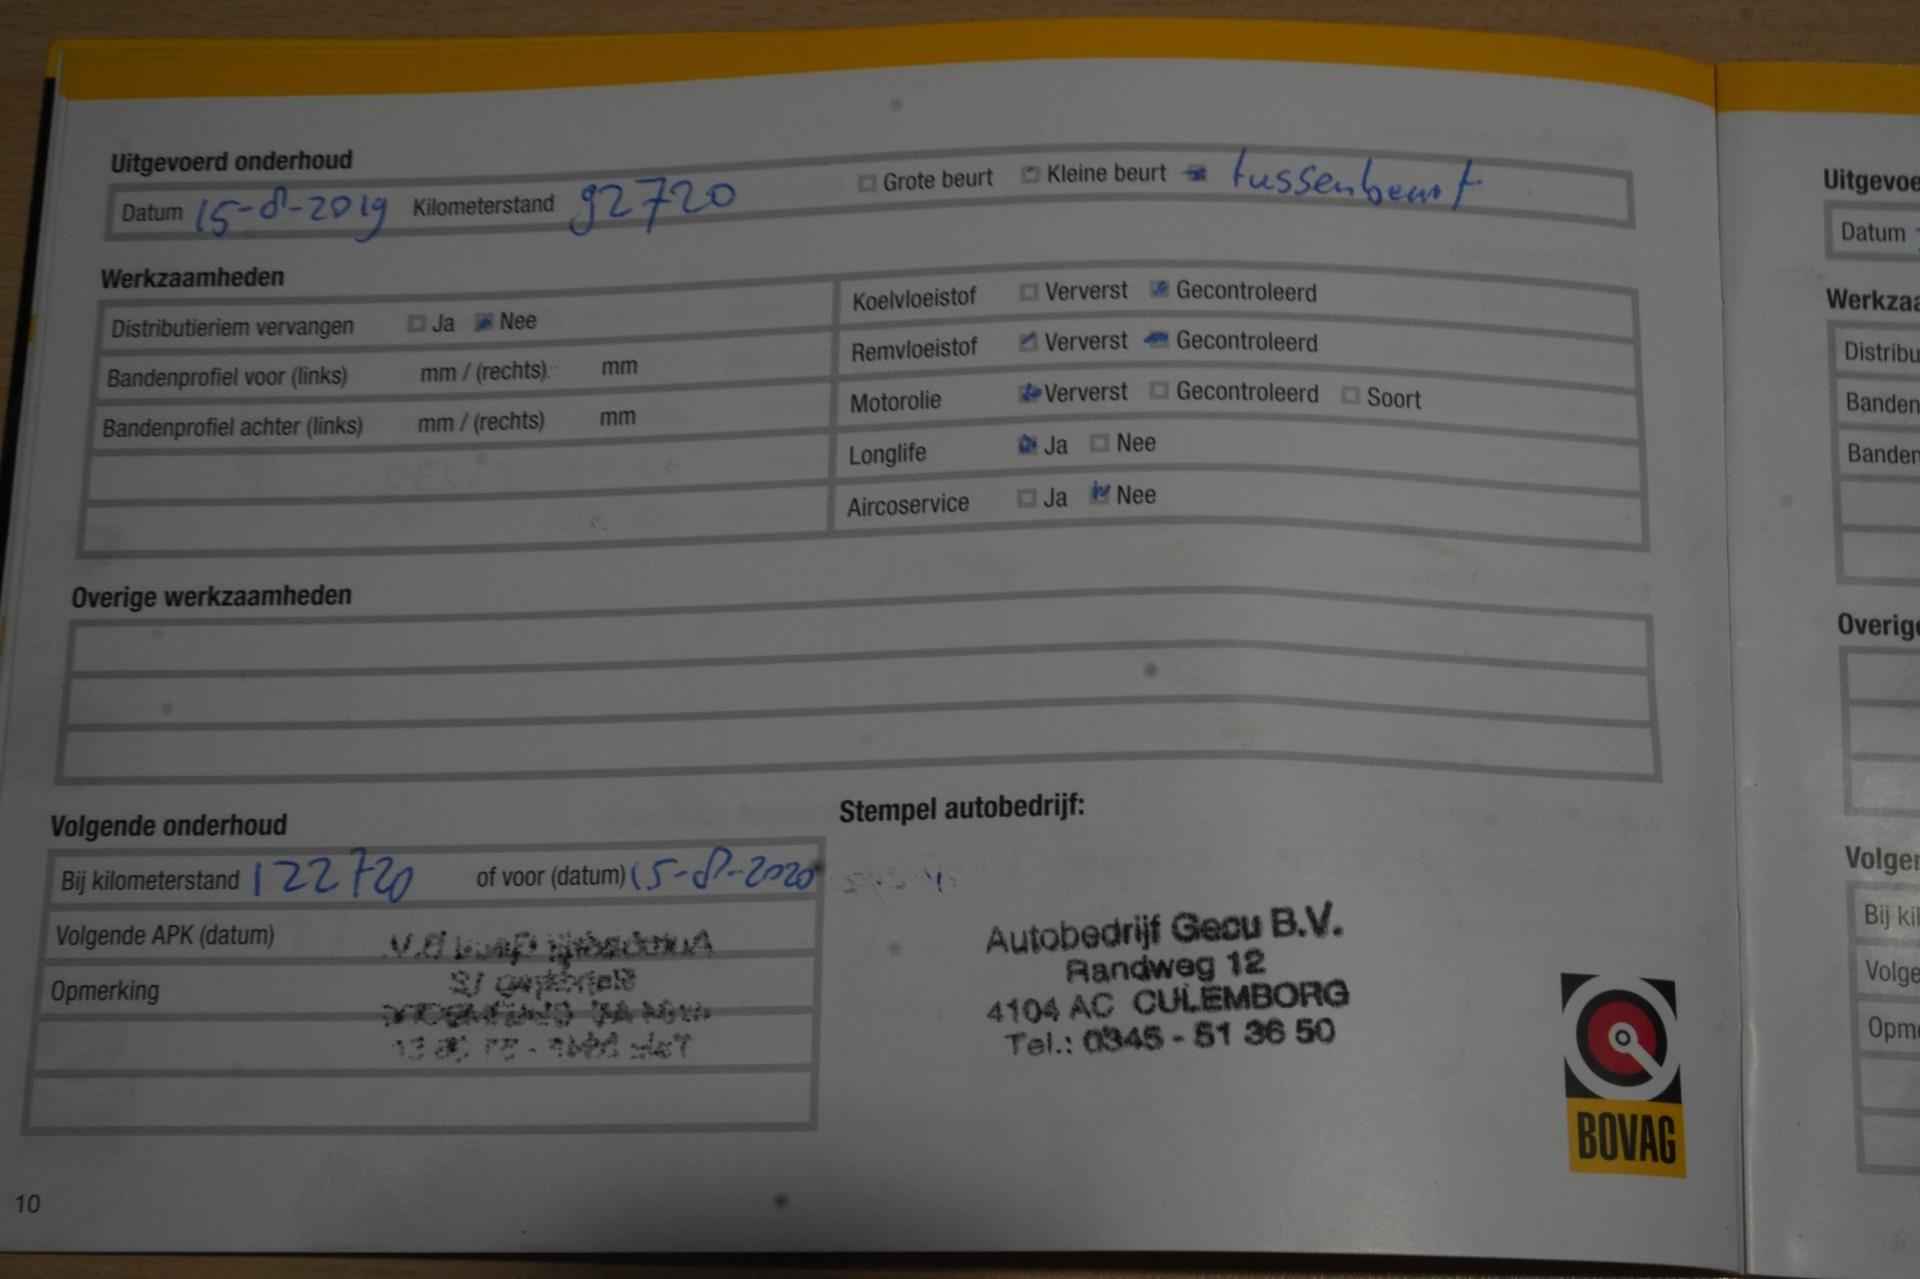 Uitgevoerd onderhoud
Datum 15-8-2019 Kilometerstand 92720 Grote beurt Kleine beurt tussenbeurt
Werkzaamheden
Distributieriem vervangen Ja Nee
Bandenprofiel voor (links) mm / (rechts) mm
Bandenprofiel achter (links) mm / (rechts) mm
Koelvloeistof Ververst Gecontroleerd
Remvloeistof Ververst Gecontroleerd
Motorolie Ververst Gecontroleerd Soort
Longlife Ja Nee
Aircoservice Ja Nee
Overige werkzaamheden
Volgende onderhoud
Bij kilometerstand 122720 of voor (datum) 15-8-2020
Volgende APK (datum)
Opmerking
Stempel autobedrijf:
Autobedrijf Gecu B.V.
Randweg 12
4104 AC CULEMBORG
Tel.: 0345 - 51 36 50
BOVAG
10
Uitgevoe
Datum
Werkzaa
Distribu
Banden
Banden
Overige
Volgen
Bij kil
Volge
Opme